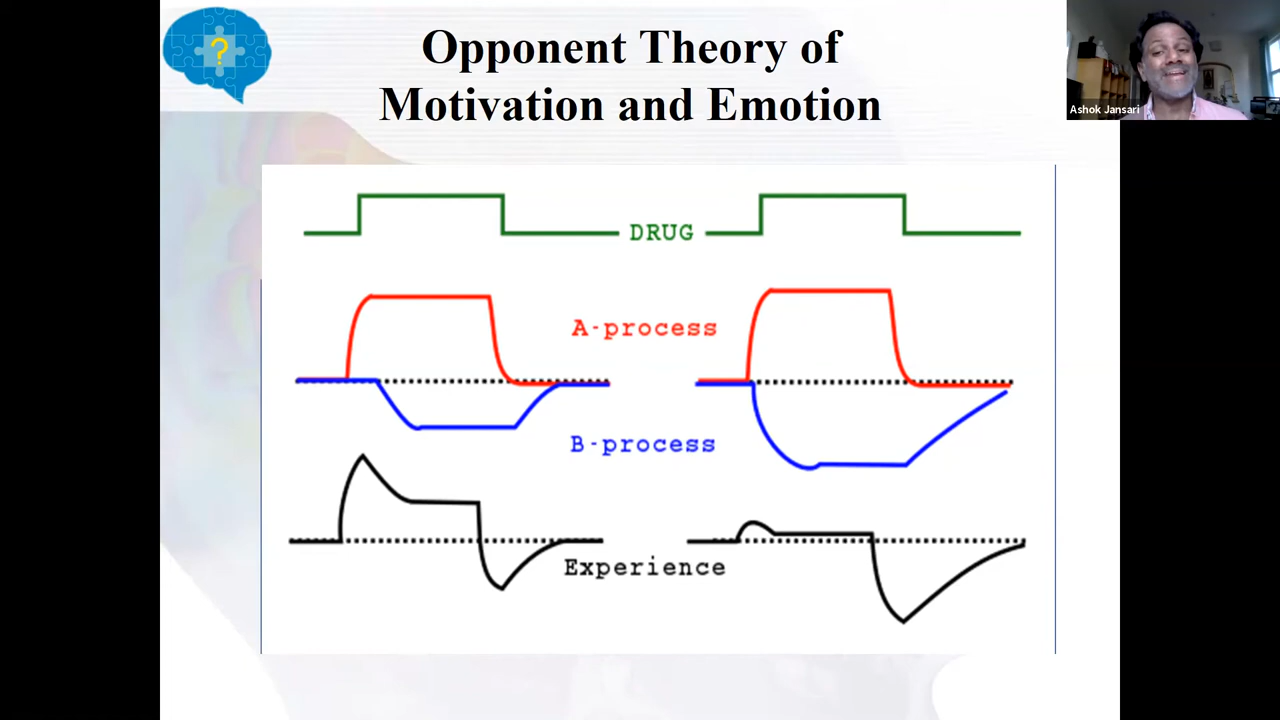 ?
Opponent Theory of
Motivation and Emotion
Ashok Jansari
DRUG
A-process
B-process
Experience